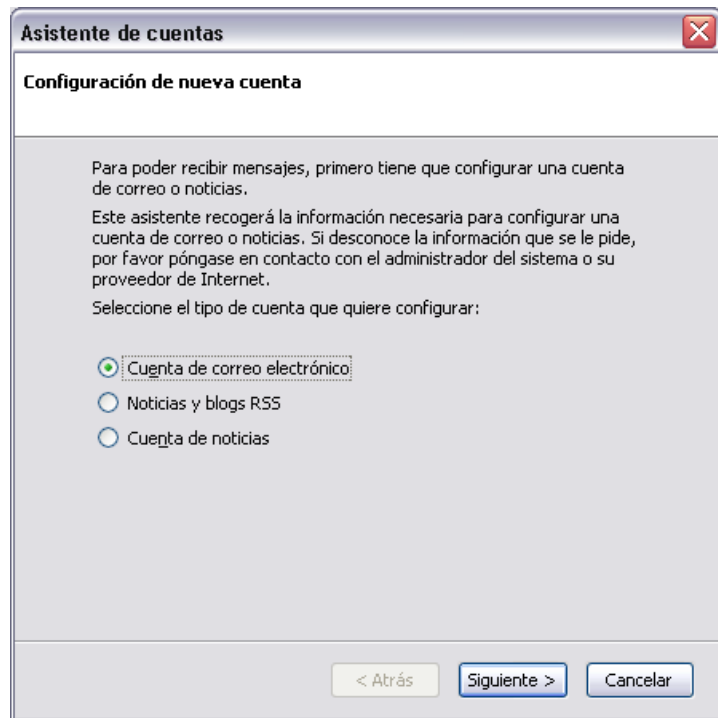 Asistente de cuentas
Configuración de nueva cuenta
Para poder recibir mensajes, primero tiene que configurar una cuenta
de correo o noticias.
Este asistente recogerá la información necesaria para configurar una
cuenta de correo o noticias. Si desconoce la información que se le pide,
por favor póngase en contacto con el administrador del sistema o su
proveedor de Internet.
Seleccione el tipo de cuenta que quiere configurar:
Cuenta de correo electrónico
Noticias y blogs RSS
Cuenta de noticias
< Atrás Siguiente > Cancelar